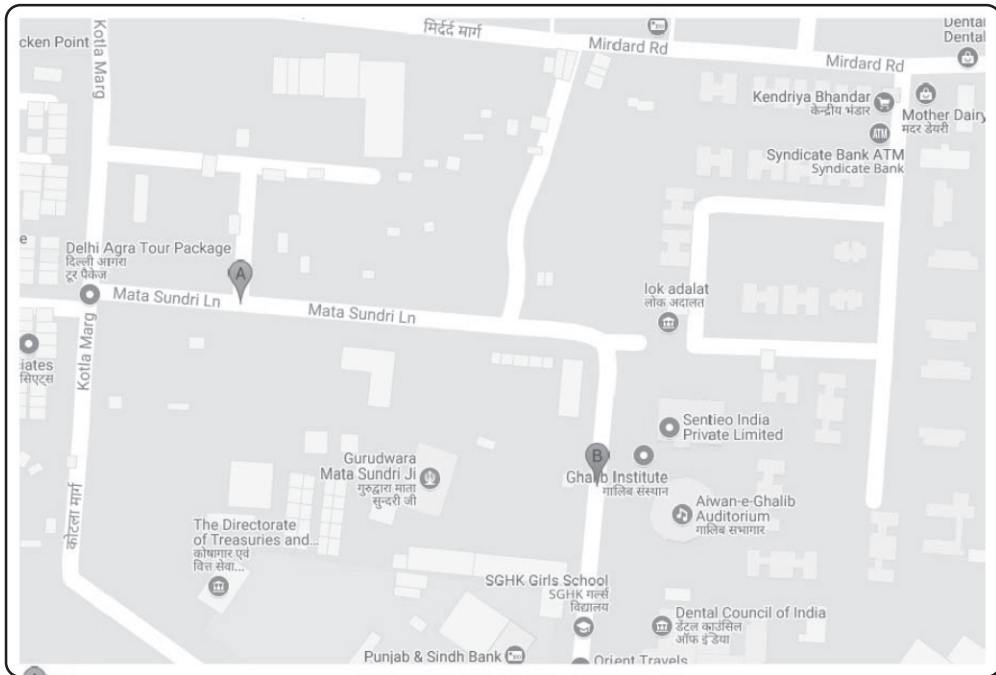 मिर्दर्द मार्ग
Mirdard Rd
Mirdard Rd
Dental
Dental
cken Point
Kotla Marg
Kendriya Bhandar
केन्द्रीय भंडार
Mother Dairy
मदर डेयरी
ATM
Syndicate Bank ATM
Syndicate Bank
e
Delhi Agra Tour Package
दिल्ली आगरा
टूर पैकेज
A
Mata Sundri Ln
Mata Sundri Ln
lok adalat
लोक अदालत
Kotla Marg
iates
सिएट्स
Sentieo India
Private Limited
B
Ghalib Institute
गालिब संस्थान
Gurudwara
Mata Sundri Ji
गुरुद्वारा माता
सुन्दरी जी
Aiwan-e-Ghalib
Auditorium
गालिब सभागार
कोटला मार्ग
The Directorate
of Treasuries and...
कोषागार एवं
वित्त सेवा...
SGHK Girls School
SGHK गर्ल्स
विद्यालय
Dental Council of India
डेंटल काउंसिल
ऑफ इंडिया
Punjab & Sindh Bank
Orient Travels